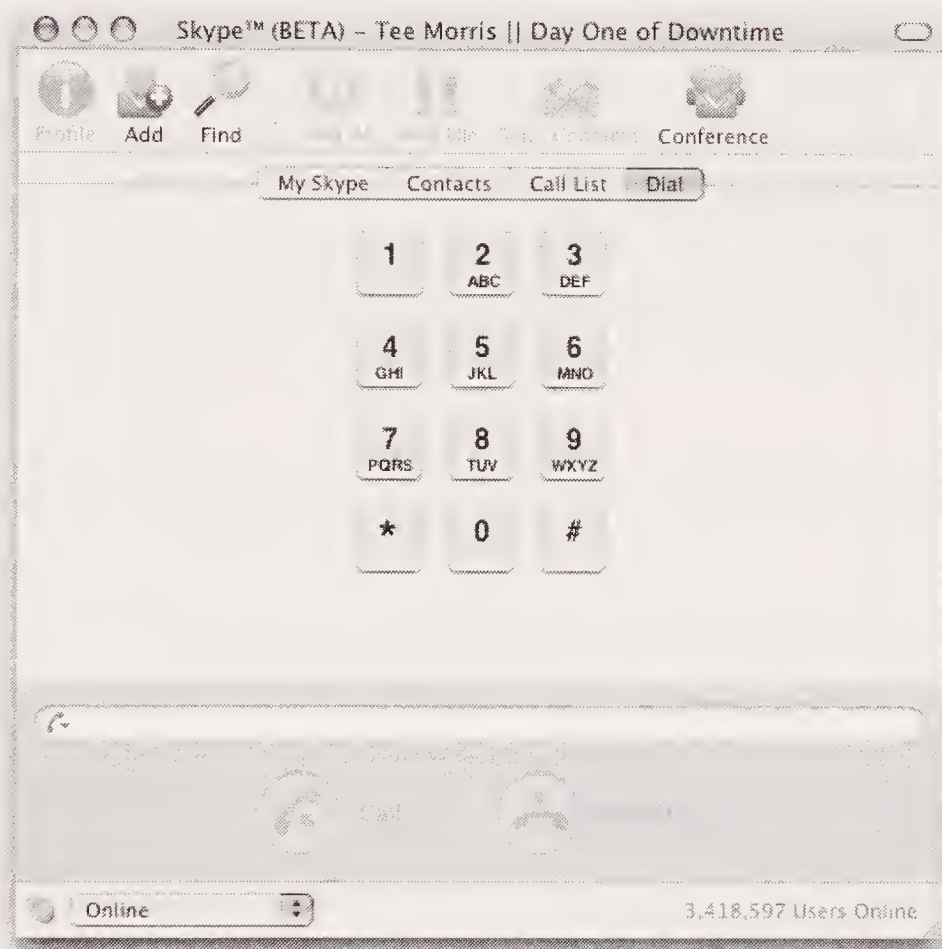 Skype™ (BETA) – Tee Morris || Day One of Downtime
Profile Add Find Conference
My Skype Contacts Call List Dial
1 2 3
ABC DEF
4 5 6
GHI JKL MNO
7 8 9
PQRS TUV WXYZ
* 0 #
Call
Online 3,418,597 Users Online